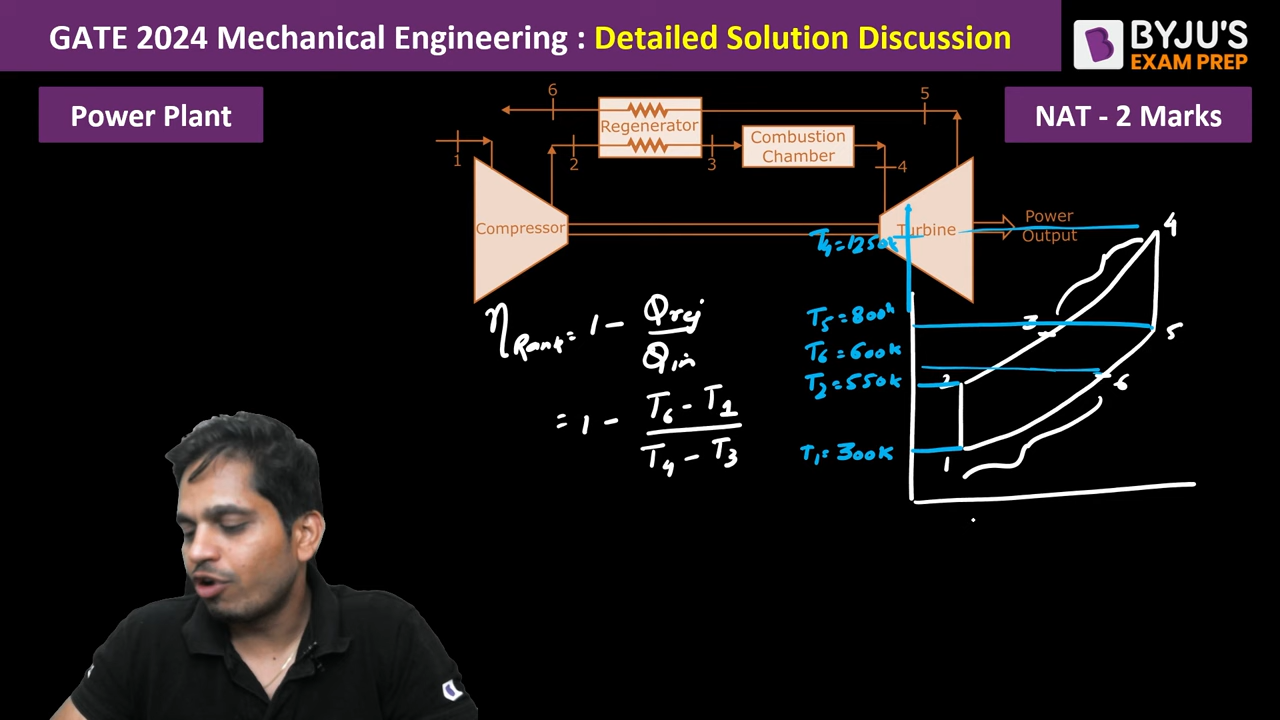 GATE 2024 Mechanical Engineering : Detailed Solution Discussion
BYJU'S
EXAM PREP
Power Plant
NAT - 2 Marks
6
5
Regenerator
Combustion
Chamber
1
2
3
4
Compressor
Turbine
Power
Output
T4=1250K
4
ηRank= 1 - Qrej/Qin
= 1 - T6 - T1/T4 - T3
T5=800K
3
5
T6=600K
T2=550K
2
6
T1=300K
1